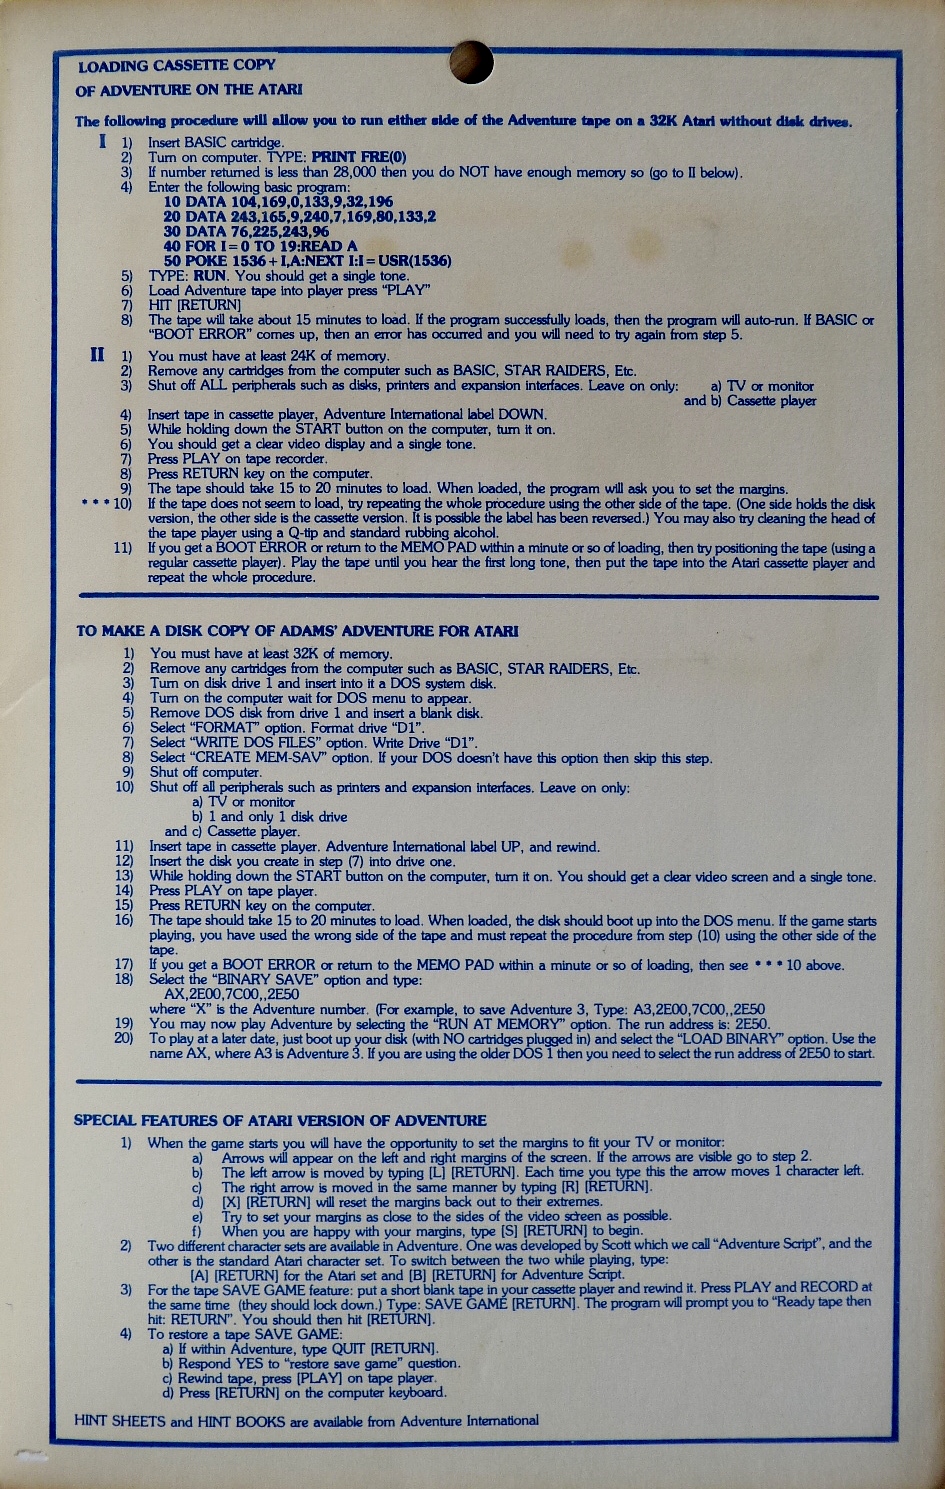 LOADING CASSETTE COPY
OF ADVENTURE ON THE ATARI
The following procedure will allow you to run either side of the Adventure tape on a 32K Atari without disk drives.
I 1) Insert BASIC cartridge.
2) Turn on computer. TYPE: PRINT FRE(0)
3) If number returned is less than 28,000 then you do NOT have enough memory so (go to II below).
4) Enter the following basic program:
10 DATA 104,169,0,133,9,32,196
20 DATA 243,165,9,240,7,169,80,133,2
30 DATA 76,225,243,96
40 FOR I=0 TO 19:READ A
50 POKE 1536+I,A:NEXT I:I=USR(1536)
5) TYPE: RUN. You should get a single tone.
6) Load Adventure tape into player press "PLAY"
7) HIT [RETURN]
8) The tape will take about 15 minutes to load. If the program successfully loads, then the program will auto-run. If BASIC or
"BOOT ERROR" comes up, then an error has occurred and you will need to try again from step 5.
II 1) You must have at least 24K of memory.
2) Remove any cartridges from the computer such as BASIC, STAR RAIDERS, Etc.
3) Shut off ALL peripherals such as disks, printers and expansion interfaces. Leave on only: a) TV or monitor
and b) Cassette player
4) Insert tape in cassette player, Adventure International label DOWN.
5) While holding down the START button on the computer, turn it on.
6) You should get a clear video display and a single tone.
7) Press PLAY on tape recorder.
8) Press RETURN key on the computer.
9) The tape should take 15 to 20 minutes to load. When loaded, the program will ask you to set the margins.
* * * 10) If the tape does not seem to load, try repeating the whole procedure using the other side of the tape. (One side holds the disk
version, the other side is the cassette version. It is possible the label has been reversed.) You may also try cleaning the head of
the tape player using a Q-tip and standard rubbing alcohol.
11) If you get a BOOT ERROR or return to the MEMO PAD within a minute or so of loading, then try positioning the tape (using a
regular cassette player). Play the tape until you hear the first long tone, then put the tape into the Atari cassette player and
repeat the whole procedure.
TO MAKE A DISK COPY OF ADAMS' ADVENTURE FOR ATARI
1) You must have at least 32K of memory.
2) Remove any cartridges from the computer such as BASIC, STAR RAIDERS, Etc.
3) Turn on disk drive 1 and insert into it a DOS system disk.
4) Turn on the computer wait for DOS menu to appear.
5) Remove DOS disk from drive 1 and insert a blank disk.
6) Select "FORMAT" option. Format drive "D1".
7) Select "WRITE DOS FILES" option. Write Drive "D1".
8) Select "CREATE MEM-SAV" option. If your DOS doesn't have this option then skip this step.
9) Shut off computer.
10) Shut off all peripherals such as printers and expansion interfaces. Leave on only:
a) TV or monitor
b) 1 and only 1 disk drive
and c) Cassette player.
11) Insert tape in cassette player. Adventure International label UP, and rewind.
12) Insert the disk you create in step (7) into drive one.
13) While holding down the START button on the computer, turn it on. You should get a clear video screen and a single tone.
14) Press PLAY on tape player.
15) Press RETURN key on the computer.
16) The tape should take 15 to 20 minutes to load. When loaded, the disk should boot up into the DOS menu. If the game starts
playing, you have used the wrong side of the tape and must repeat the procedure from step (10) using the other side of the
tape.
17) If you get a BOOT ERROR or return to the MEMO PAD within a minute or so of loading, then see * * * 10 above.
18) Select the "BINARY SAVE" option and type:
AX,2E00,7C00,,2E50
where "X" is the Adventure number. (For example, to save Adventure 3, Type: A3,2E00,7C00,,2E50
19) You may now play Adventure by selecting the "RUN AT MEMORY" option. The run address is: 2E50.
20) To play at a later date, just boot up your disk (with NO cartridges plugged in) and select the "LOAD BINARY" option. Use the
name AX, where A3 is Adventure 3. If you are using the older DOS 1 then you need to select the run address of 2E50 to start.
SPECIAL FEATURES OF ATARI VERSION OF ADVENTURE
1) When the game starts you will have the opportunity to set the margins to fit your TV or monitor:
a) Arrows will appear on the left and right margins of the screen. If the arrows are visible go to step 2.
b) The left arrow is moved by typing [L] [RETURN]. Each time you type this the arrow moves 1 character left.
c) The right arrow is moved in the same manner by typing [R] [RETURN].
d) [X] [RETURN] will reset the margins back out to their extremes.
e) Try to set your margins as close to the sides of the video screen as possible.
f) When you are happy with your margins, type [S] [RETURN] to begin.
2) Two different character sets are available in Adventure. One was developed by Scott which we call "Adventure Script", and the
other is the standard Atari character set. To switch between the two while playing, type:
[A] [RETURN] for the Atari set and [B] [RETURN] for Adventure Script.
3) For the tape SAVE GAME feature: put a short blank tape in your cassette player and rewind it. Press PLAY and RECORD at
the same time (they should lock down.) Type: SAVE GAME [RETURN]. The program will prompt you to "Ready tape then
hit: RETURN". You should then hit [RETURN].
4) To restore a tape SAVE GAME:
a) If within Adventure, type QUIT [RETURN].
b) Respond YES to "restore save game" question.
c) Rewind tape, press [PLAY] on tape player.
d) Press [RETURN] on the computer keyboard.
HINT SHEETS and HINT BOOKS are available from Adventure International